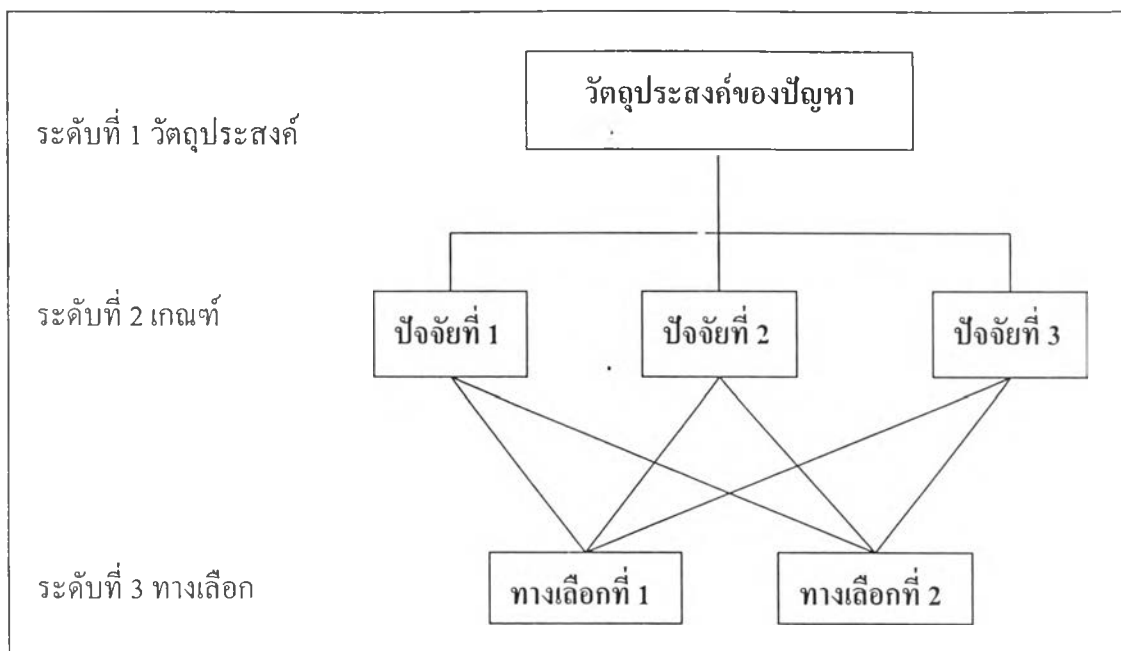 วัตถุประสงค์ของปัญหา
ระดับที่ 1 วัตถุประสงค์
ระดับที่ 2 เกณฑ์
ปัจจัยที่ 1
ปัจจัยที่ 2
ปัจจัยที่ 3
ระดับที่ 3 ทางเลือก
ทางเลือกที่ 1
ทางเลือกที่ 2